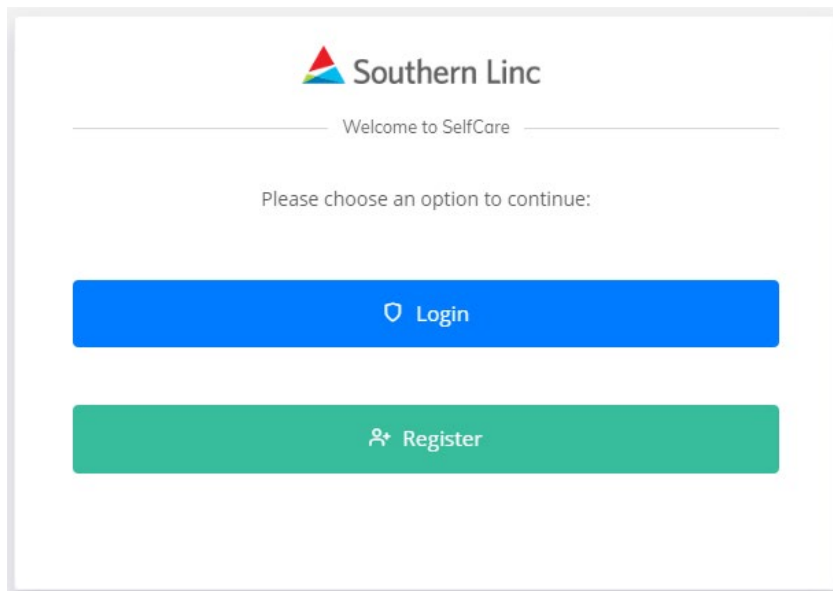 Southern Linc
Welcome to SelfCare
Please choose an option to continue:
Login
Register